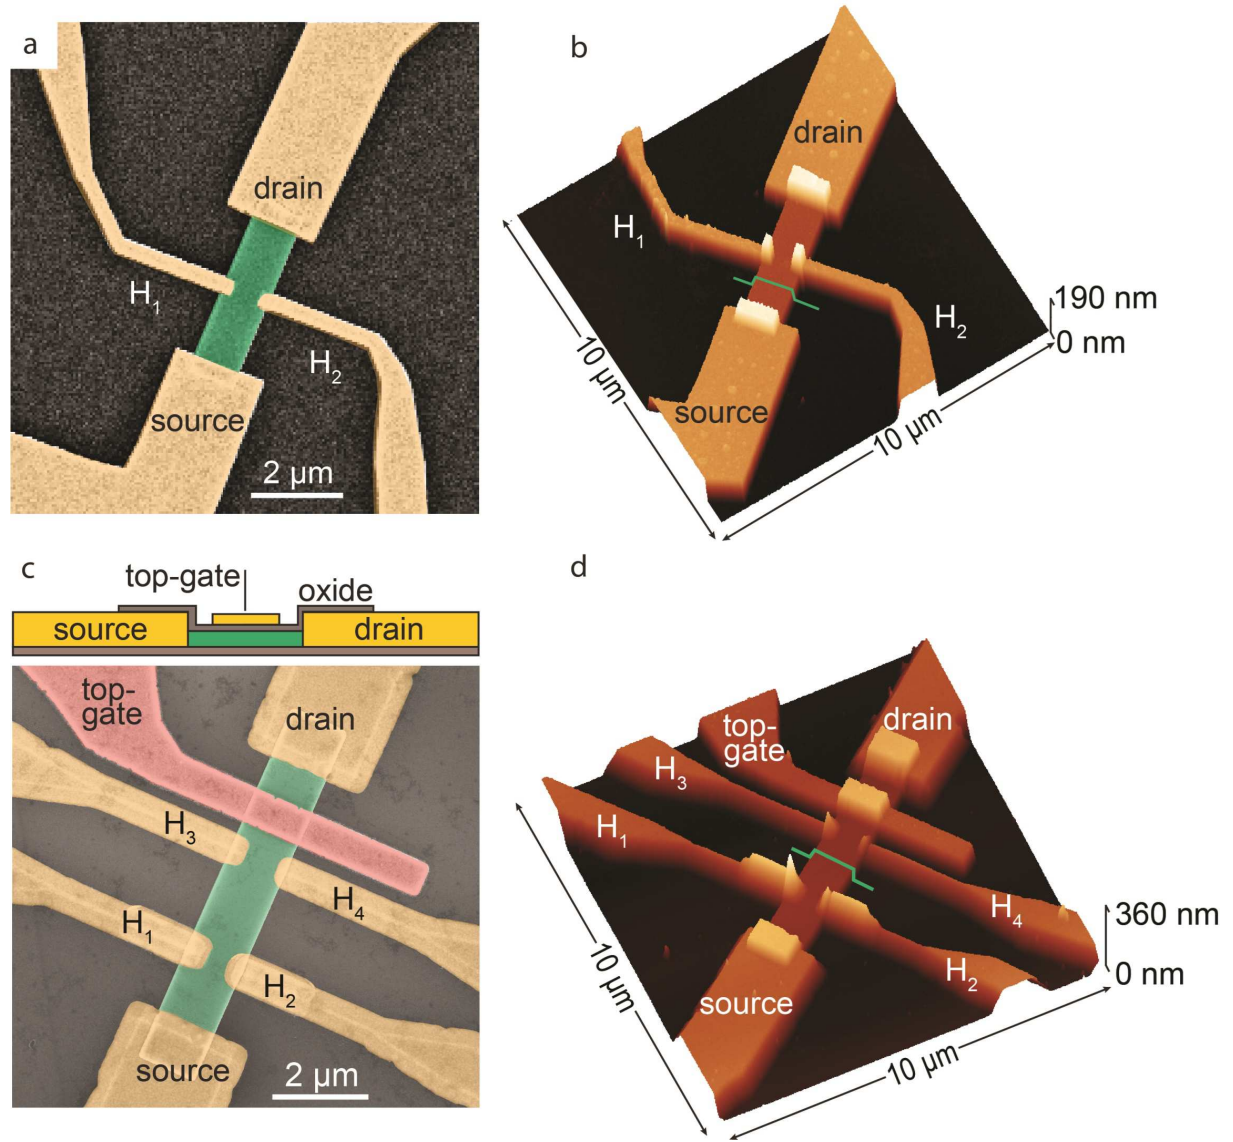 a
drain
H1
H2
source
2 μm
b
drain
H1
H2
190 nm
0 nm
source
10 μm
10 μm
c
top-gate
oxide
source
drain
top-
gate
drain
H3
H4
H1
H2
source
2 μm
d
drain
top-
gate
H3
H1
H4
H2
360 nm
0 nm
source
10 μm
10 μm